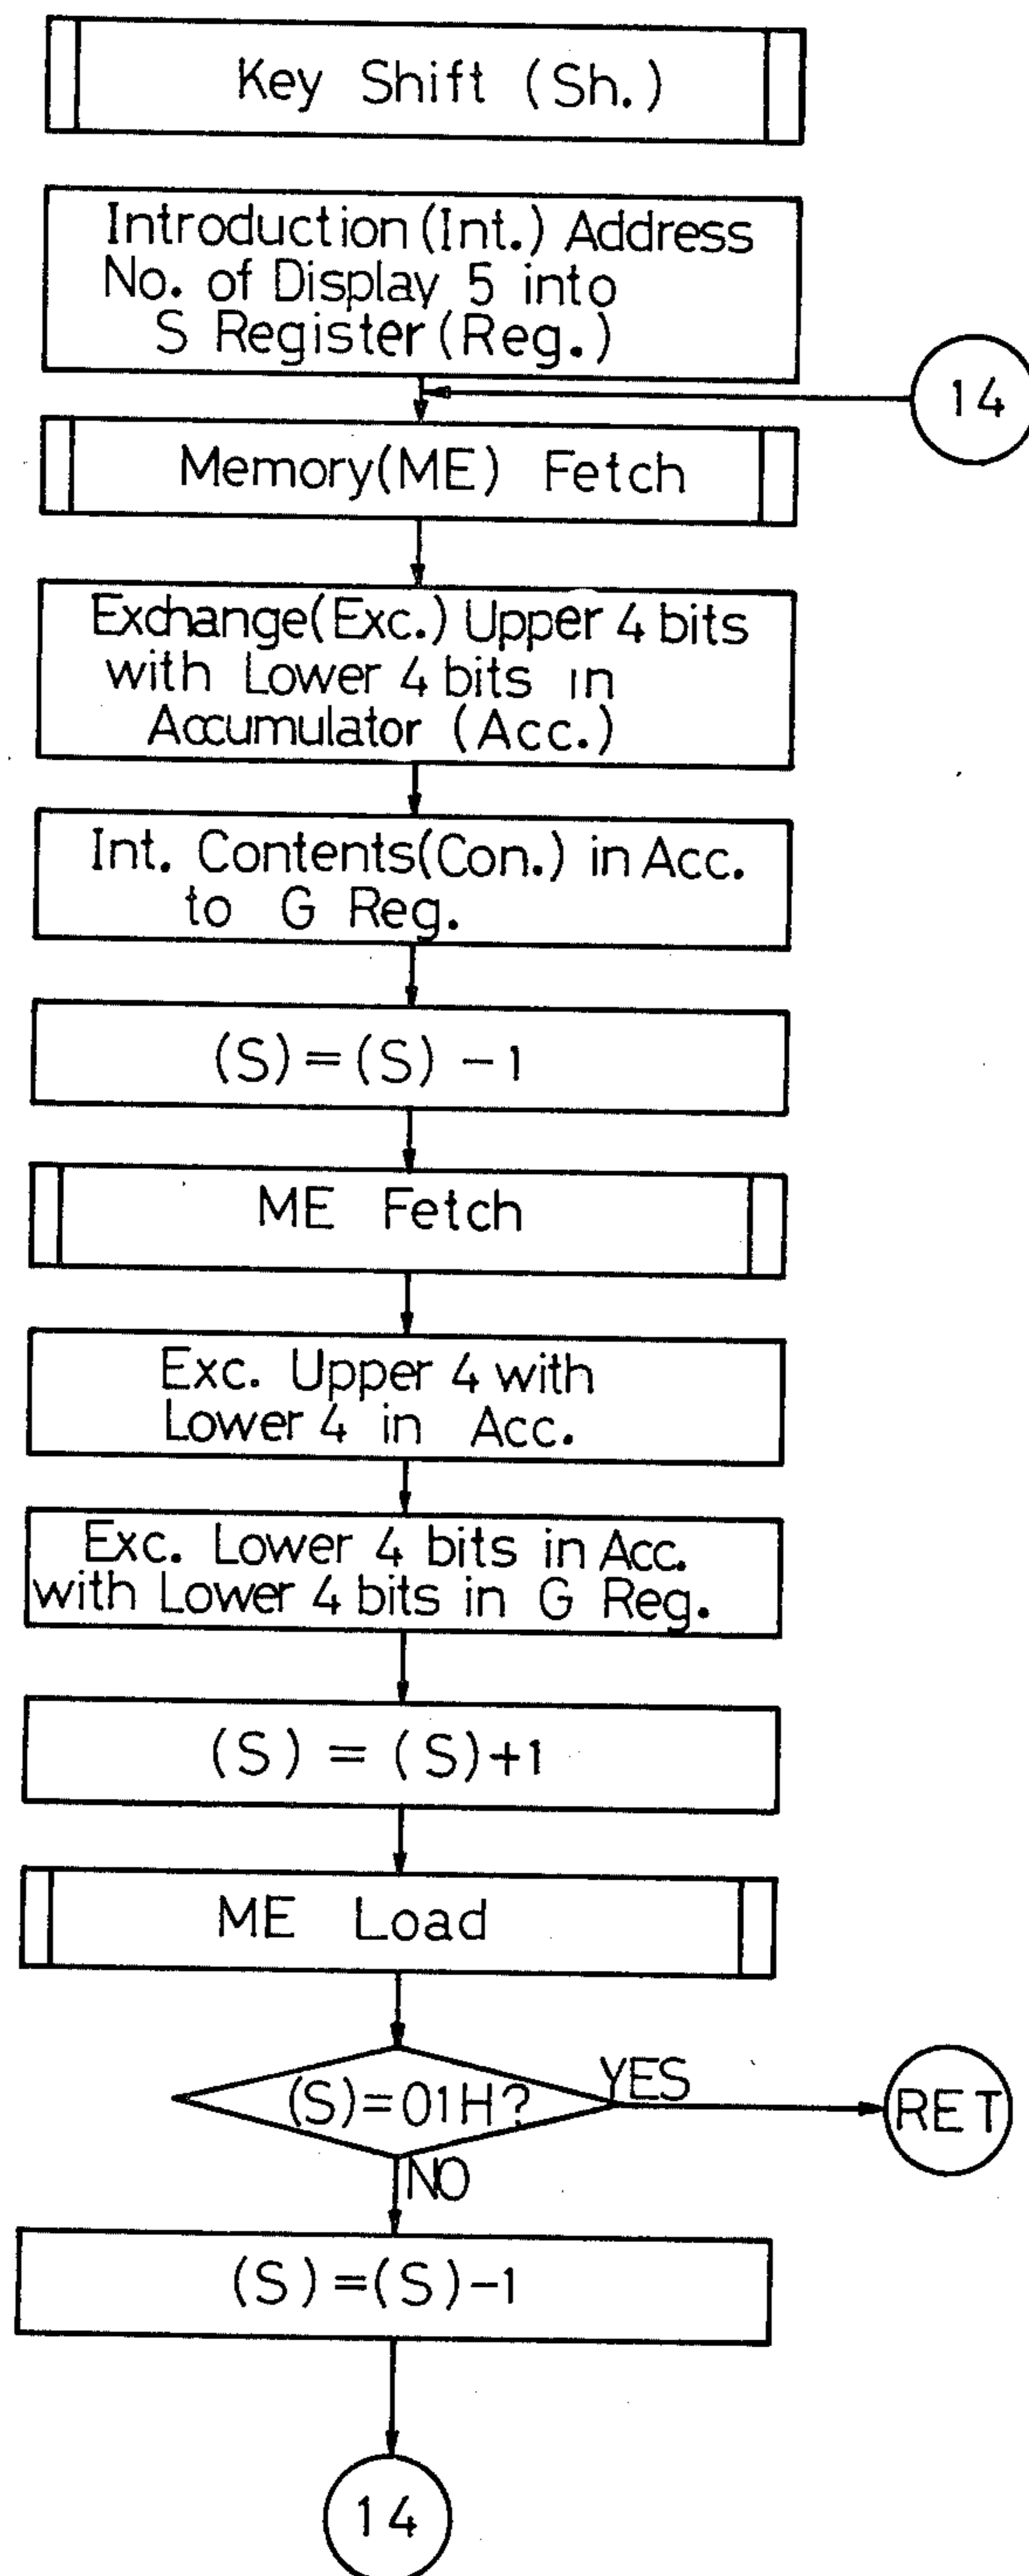 Key Shift (Sh.)
Introduction(Int.) Address
No. of Display 5 into
S Register(Reg.)
14
Memory(ME) Fetch
Exchange(Exc.) Upper 4 bits
with Lower 4 bits in
Accumulator (Acc.)
Int. Contents(Con.) in Acc.
to G Reg.
(S)=(S) -1
ME Fetch
Exc. Upper 4 with
Lower 4 in Acc.
Exc. Lower 4 bits in Acc.
with Lower 4 bits in G Reg.
(S) = (S)+1
ME Load
(S)=01H?
YES
RET
NO
(S)=(S)-1
14